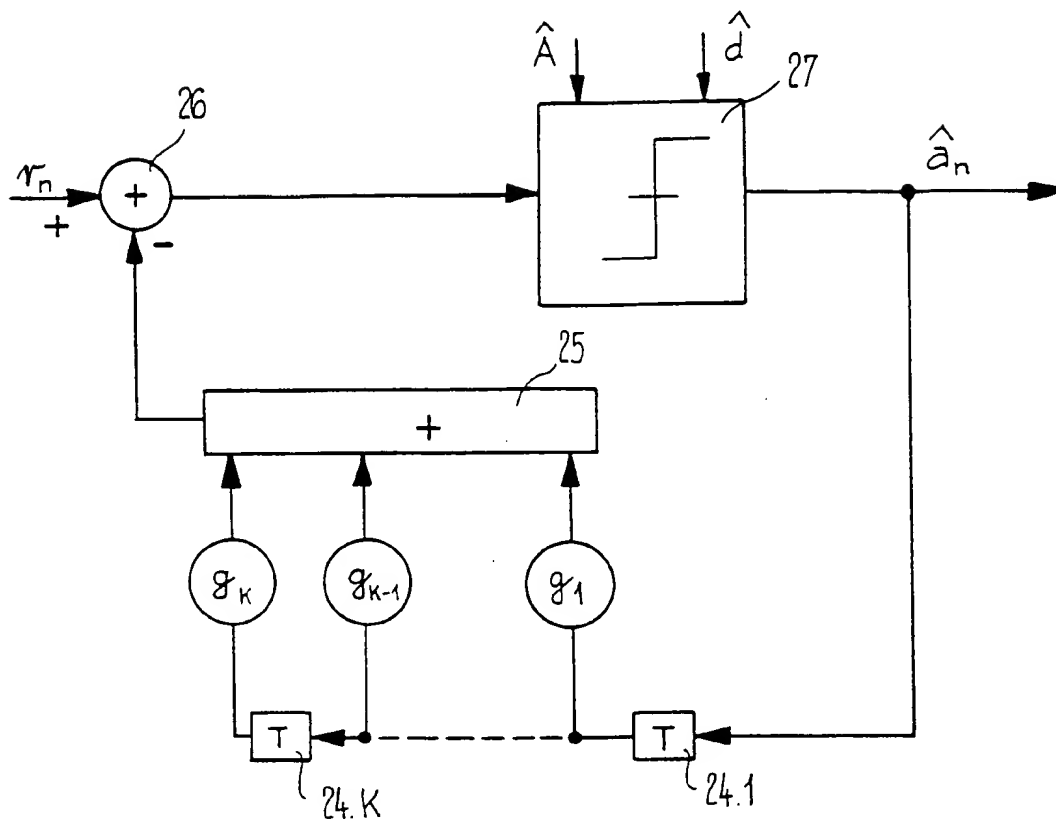 Â
d̂
27
26
r_n
+
+
-
â_n
25
+
g_K
g_K-1
g_1
T
T
24.K
24.1